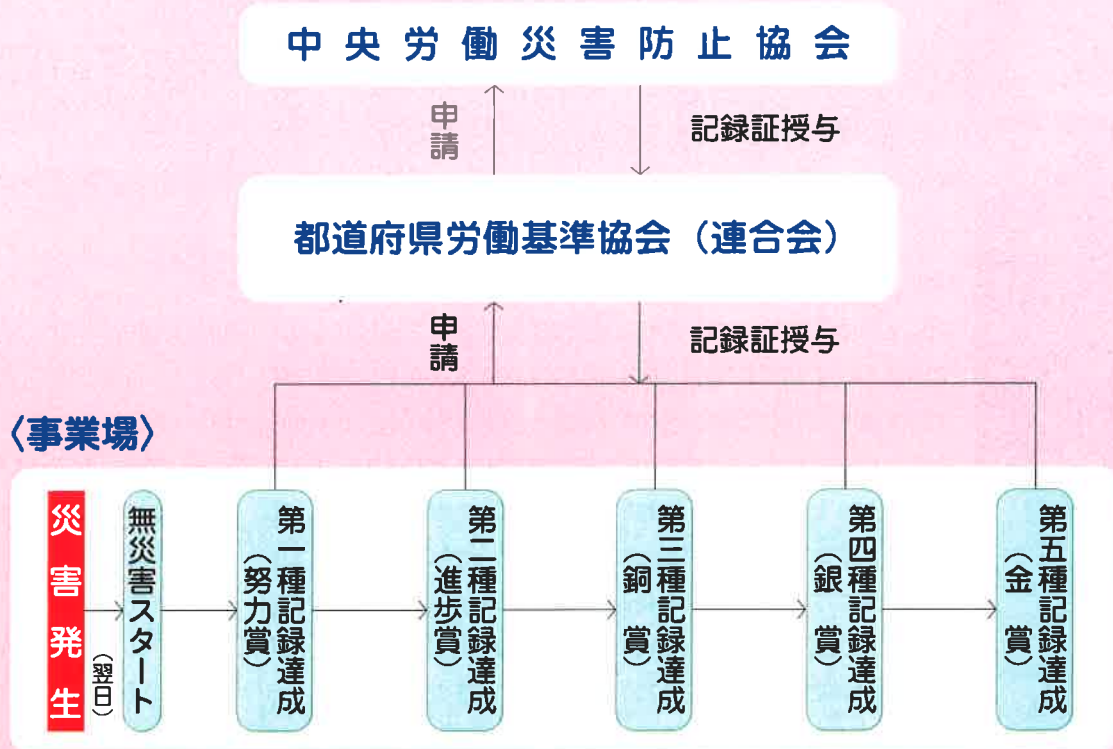 中央労働災害防止協会
申請
記録証授与
都道府県労働基準協会（連合会）
申請
記録証授与
〈事業場〉
災害発生
（翌日）
無災害スタート
第一種記録達成
（努力賞）
第二種記録達成
（進歩賞）
第三種記録達成
（銅賞）
第四種記録達成
（銀賞）
第五種記録達成
（金賞）